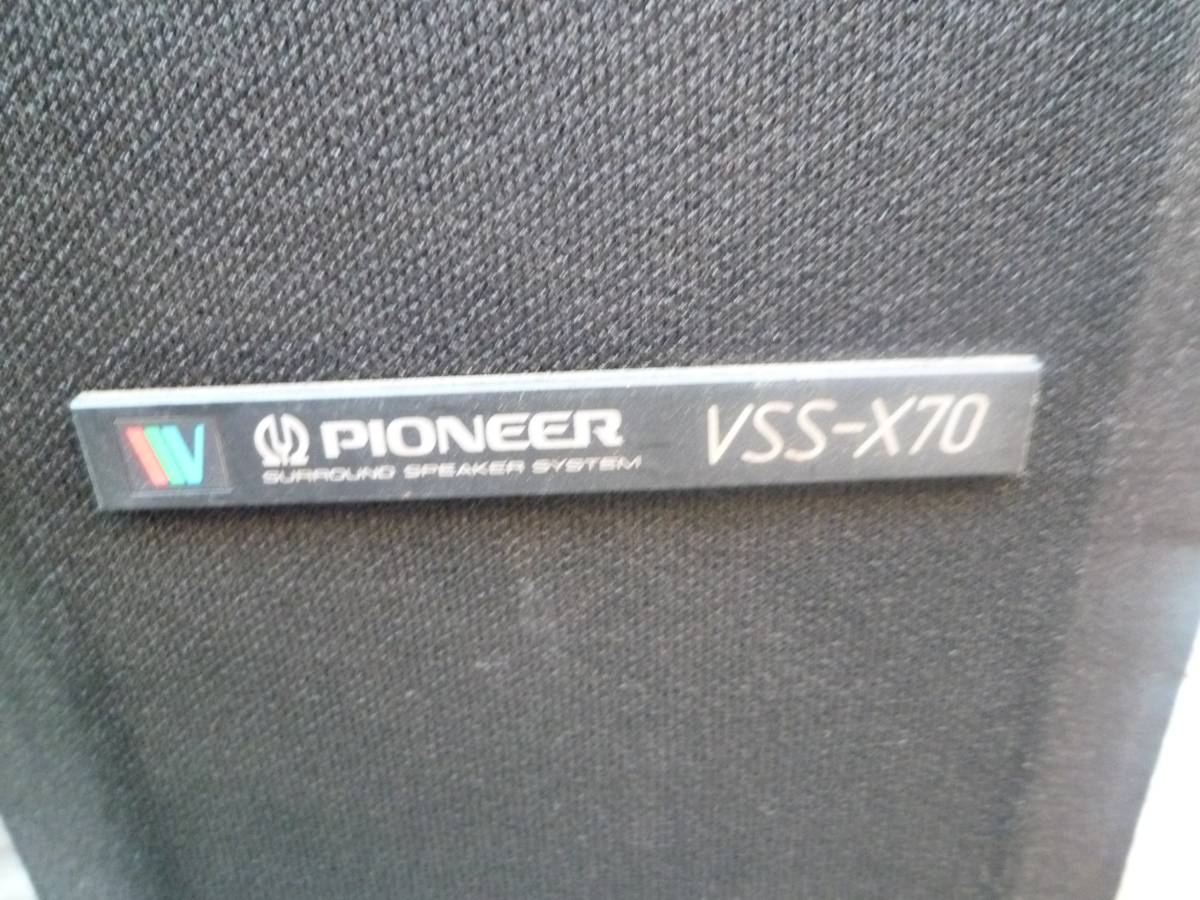 V PIONEER VSS-X70
SURROUND SPEAKER SYSTEM